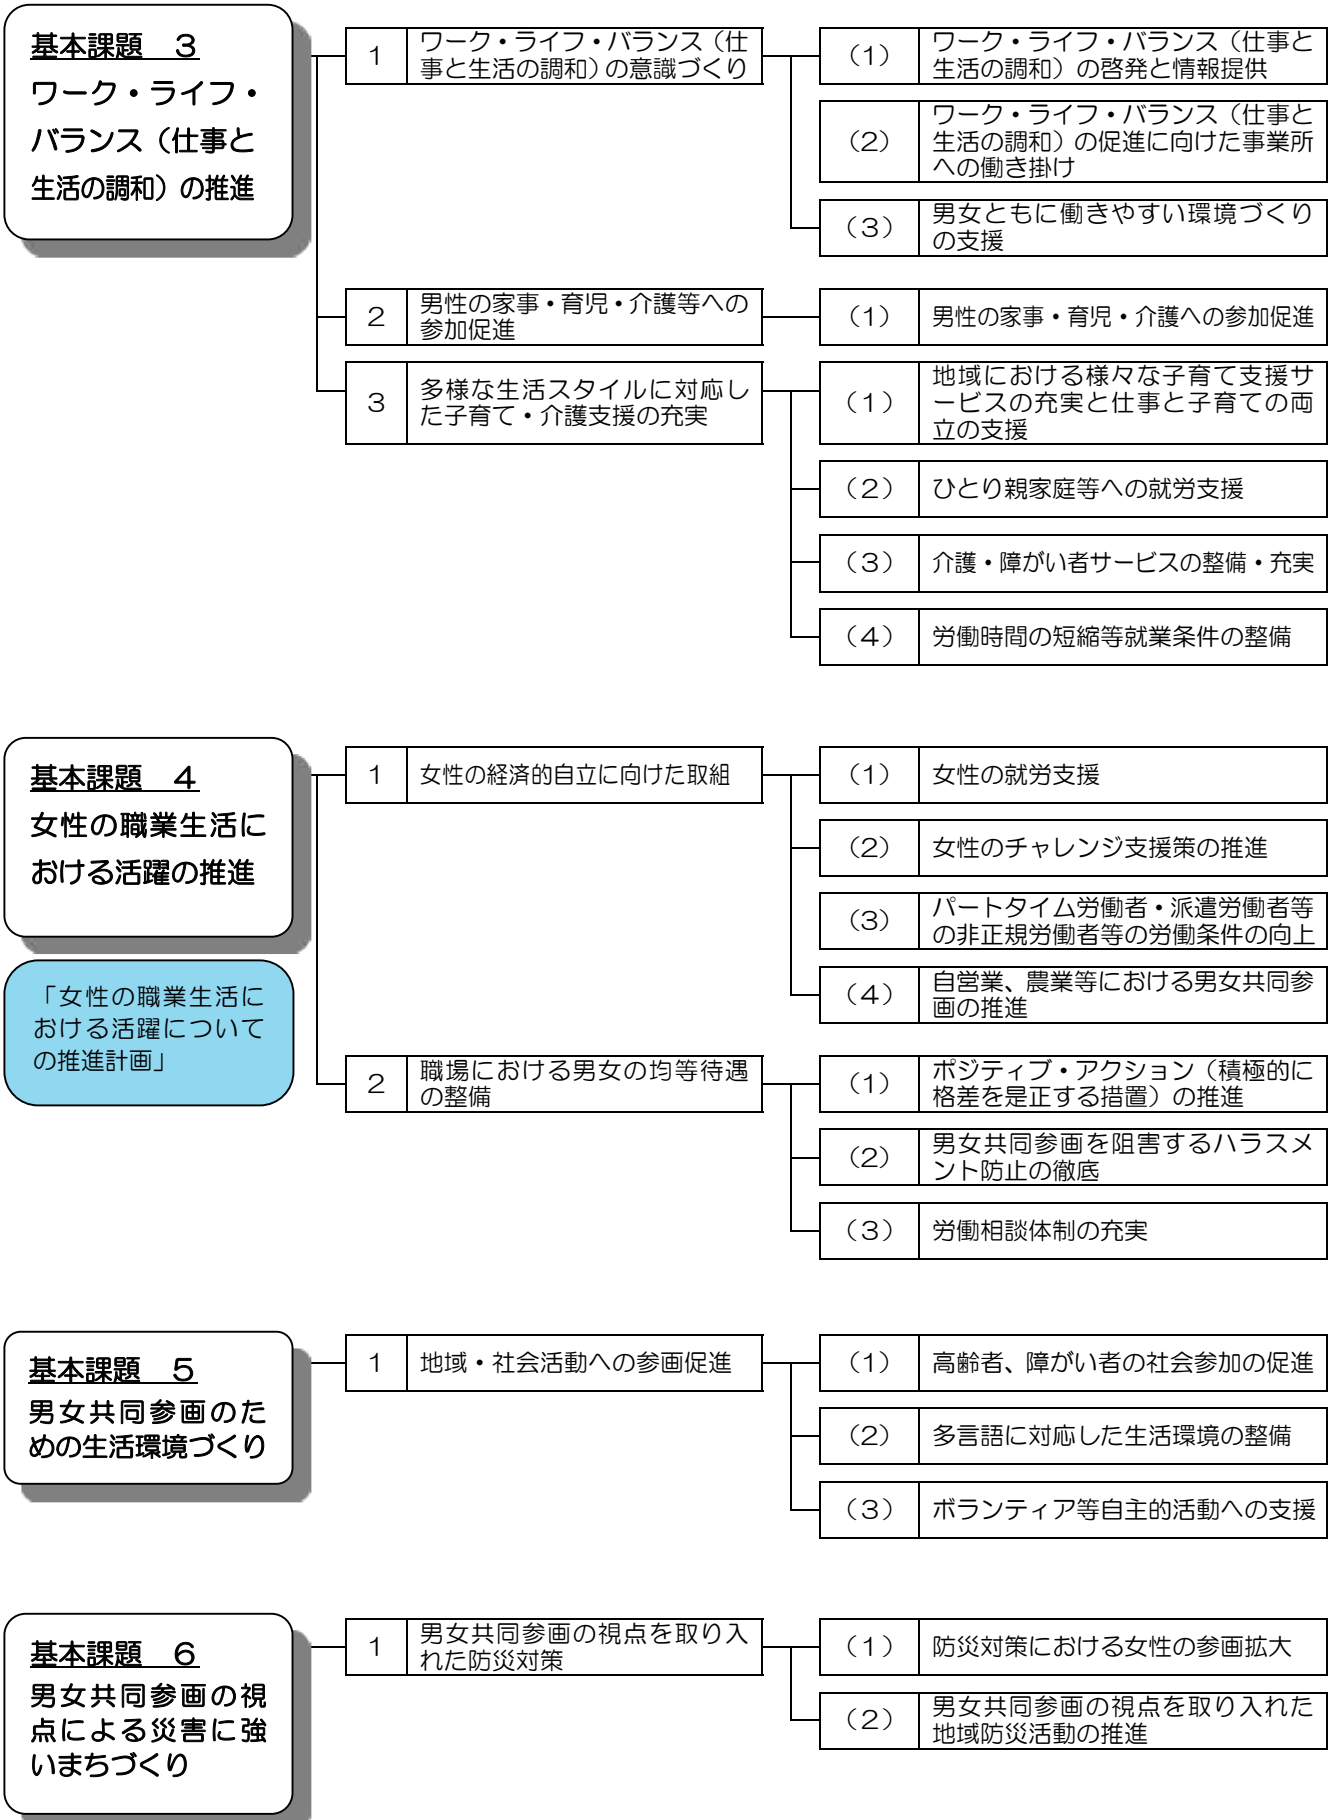 基本課題　３
ワーク・ライフ・
バランス（仕事と
生活の調和）の推進
１
ワーク・ライフ・バランス（仕
事と生活の調和）の意識づくり
（１）
ワーク・ライフ・バランス（仕事と
生活の調和）の啓発と情報提供
（２）
ワーク・ライフ・バランス（仕事と
生活の調和）の促進に向けた事業所
への働き掛け
（３）
男女ともに働きやすい環境づくり
の支援
２
男性の家事・育児・介護等への
参加促進
（１）
男性の家事・育児・介護への参加促進
３
多様な生活スタイルに対応し
た子育て・介護支援の充実
（１）
地域における様々な子育て支援サ
ービスの充実と仕事と子育ての両
立の支援
（２）
ひとり親家庭等への就労支援
（３）
介護・障がい者サービスの整備・充実
（４）
労働時間の短縮等就業条件の整備
基本課題　４
女性の職業生活に
おける活躍の推進
「女性の職業生活に
おける活躍について
の推進計画」
１
女性の経済的自立に向けた取組
（１）
女性の就労支援
（２）
女性のチャレンジ支援策の推進
（３）
パートタイム労働者・派遣労働者等
の非正規労働者等の労働条件の向上
（４）
自営業、農業等における男女共同参
画の推進
２
職場における男女の均等待遇
の整備
（１）
ポジティブ・アクション（積極的に
格差を是正する措置）の推進
（２）
男女共同参画を阻害するハラスメ
ント防止の徹底
（３）
労働相談体制の充実
基本課題　５
男女共同参画のた
めの生活環境づくり
１
地域・社会活動への参画促進
（１）
高齢者、障がい者の社会参加の促進
（２）
多言語に対応した生活環境の整備
（３）
ボランティア等自主的活動への支援
基本課題　６
男女共同参画の視
点による災害に強
いまちづくり
１
男女共同参画の視点を取り入
れた防災対策
（１）
防災対策における女性の参画拡大
（２）
男女共同参画の視点を取り入れた
地域防災活動の推進